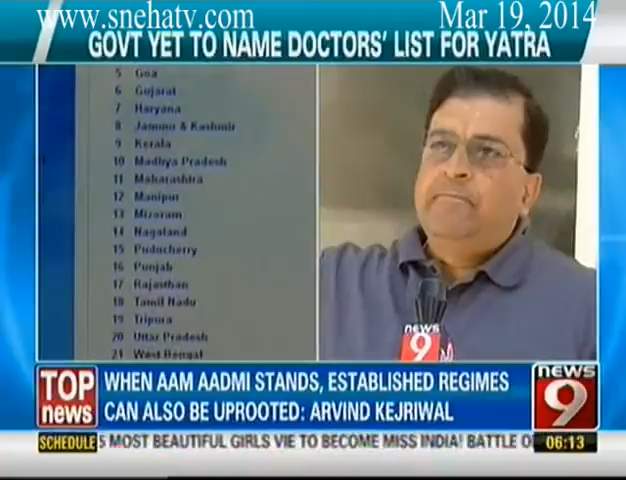 www.snehatv.com
Mar 19, 2014
GOVT YET TO NAME DOCTORS' LIST FOR YATRA
5 Goa
6 Gujarat
7 Haryana
8 Jammu & Kashmir
9 Kerala
10 Madhya Pradesh
11 Maharashtra
12 Manipur
13 Mizoram
14 Nagaland
15 Puducherry
16 Punjab
17 Rajasthan
18 Tamil Nadu
19 Tripura
20 Uttar Pradesh
21 West Bengal
news
9
TOP
news
WHEN AAM AADMI STANDS, ESTABLISHED REGIMES
CAN ALSO BE UPROOTED: ARVIND KEJRIWAL
news
9
SCHEDULE
5 MOST BEAUTIFUL GIRLS VIE TO BECOME MISS INDIA! BATTLE O
06:13